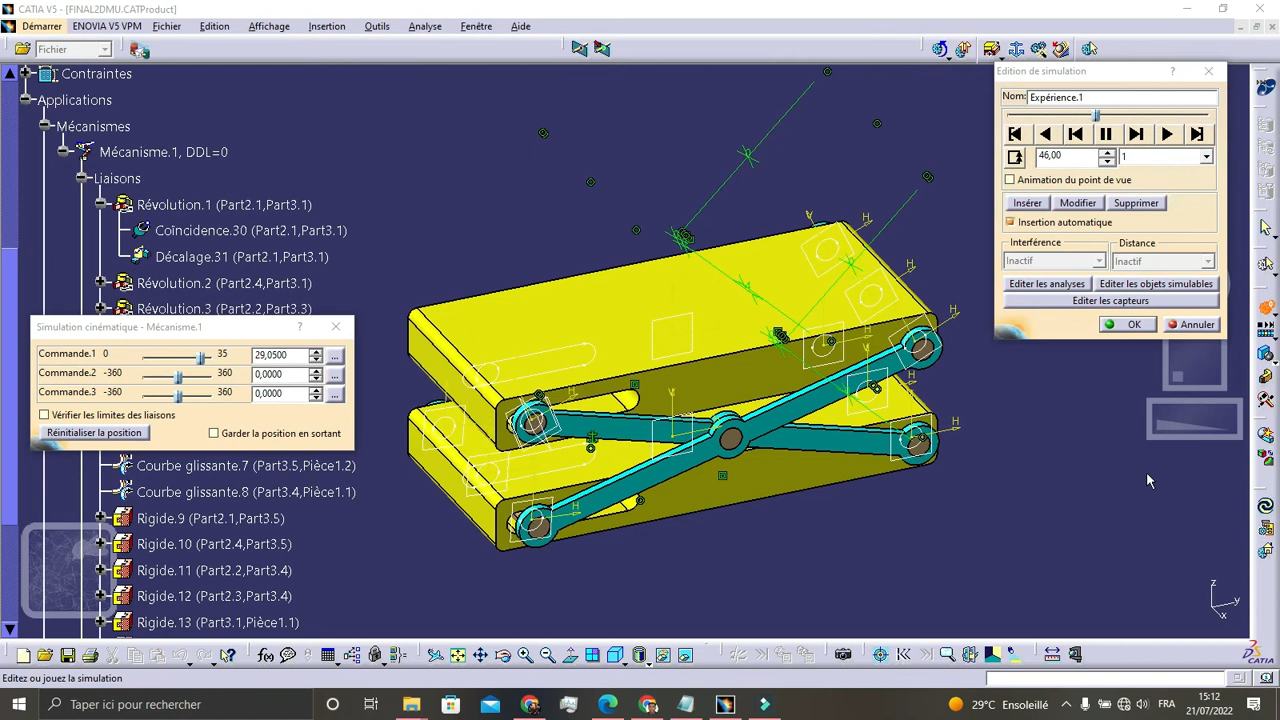 CATIA V5 - [FINAL2DMU.CATProduct]
Démarrer ENOVIA V5 VPM Fichier Edition Affichage Insertion Outils Analyse Fenêtre Aide
Fichier
Contraintes
Applications
Mécanismes
Mécanisme.1, DDL=0
Liaisons
Révolution.1 (Part2.1,Part3.1)
Coïncidence.30 (Part2.1,Part3.1)
Décalage.31 (Part2.1,Part3.1)
Révolution.2 (Part2.4,Part3.1)
Révolution.3 (Part2.2,Part3.3)
Simulation cinématique - Mécanisme.1
Commande.1 0 35 29,0500 ...
Commande.2 -360 360 0,0000 ...
Commande.3 -360 360 0,0000 ...
Vérifier les limites des liaisons
Réinitialiser la position Garder la position en sortant
Courbe glissante.7 (Part3.5,Pièce1.2)
Courbe glissante.8 (Part3.4,Pièce1.1)
Rigide.9 (Part2.1,Part3.5)
Rigide.10 (Part2.4,Part3.5)
Rigide.11 (Part2.2,Part3.4)
Rigide.12 (Part2.3,Part3.4)
Rigide.13 (Part3.1,Pièce1.1)
Edition de simulation
Nom: Expérience.1
46,00 1
Animation du point de vue
Insérer Modifier Supprimer
Insertion automatique
Interférence Distance
Inactif Inactif
Editer les analyses Editer les objets simulables
Editer les capteurs
OK Annuler
V H
H
H
H
H
V
H
V
H
H
H
z
y
x
f(x)
CATIA
Editez ou jouez la simulation
Taper ici pour rechercher
29°C Ensoleillé
FRA
15:12
21/07/2022